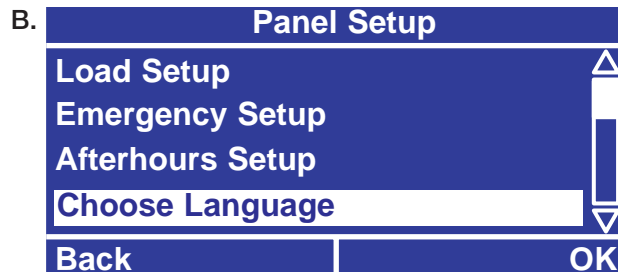 B.
Panel Setup
Load Setup
Emergency Setup
Afterhours Setup
Choose Language
Back OK